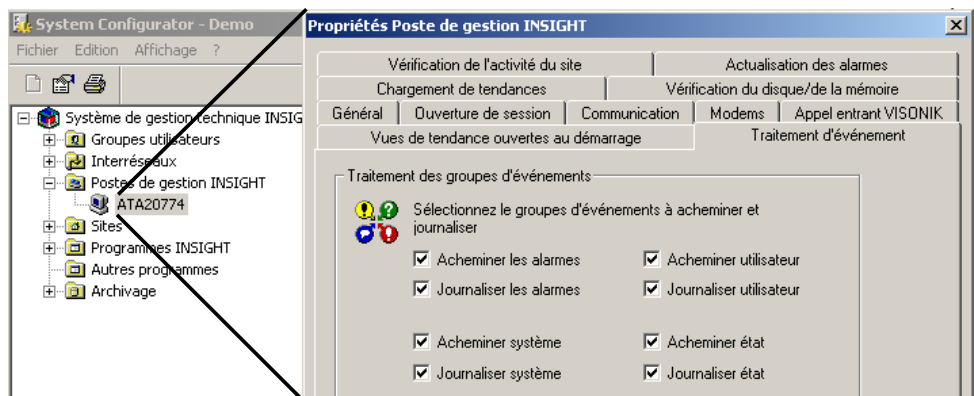 System Configurator - Demo
Fichier Edition Affichage ?
Système de gestion technique INSIG
Groupes utilisateurs
Interréseaux
Postes de gestion INSIGHT
ATA20774
Sites
Programmes INSIGHT
Autres programmes
Archivage
Propriétés Poste de gestion INSIGHT
Vérification de l'activité du site Actualisation des alarmes
Chargement de tendances Vérification du disque/de la mémoire
Général Ouverture de session Communication Modems Appel entrant VISONIK
Vues de tendance ouvertes au démarrage Traitement d'événement
Traitement des groupes d'événements
Sélectionnez le groupes d'événements à acheminer et
journaliser
Acheminer les alarmes Acheminer utilisateur
Journaliser les alarmes Journaliser utilisateur
Acheminer système Acheminer état
Journaliser système Journaliser état